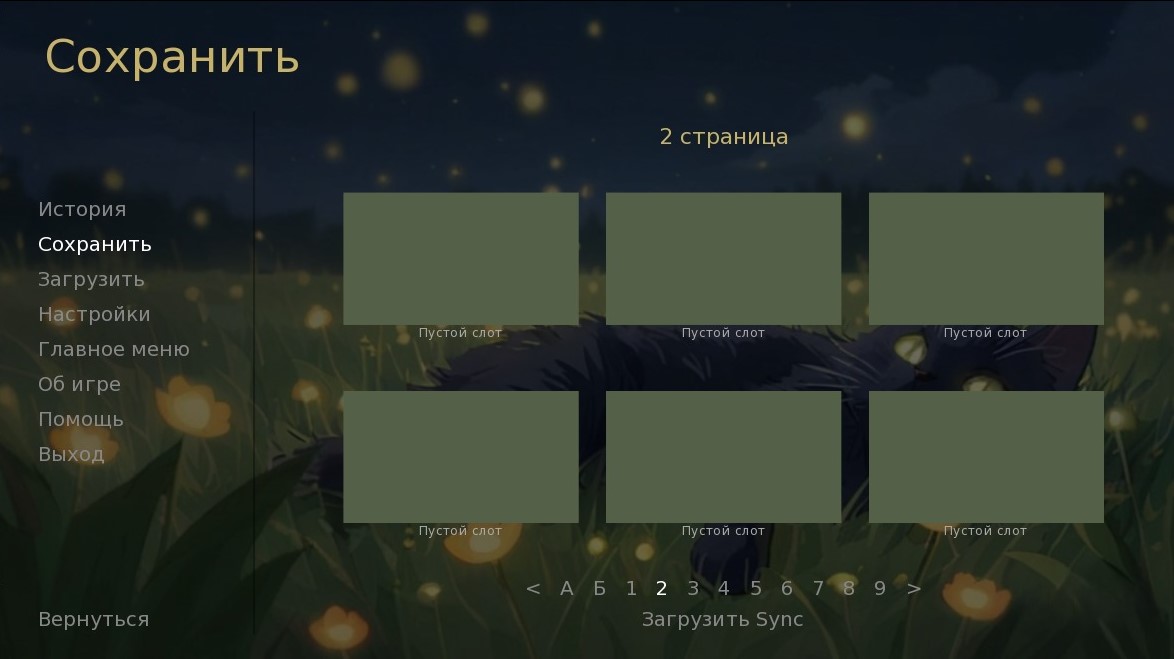 Сохранить
2 страница
История
Сохранить
Загрузить
Настройки
Главное меню
Об игре
Помощь
Выход
Пустой слот Пустой слот Пустой слот
Пустой слот Пустой слот Пустой слот
< А Б 1 2 3 4 5 6 7 8 9 >
Вернуться
Загрузить Sync